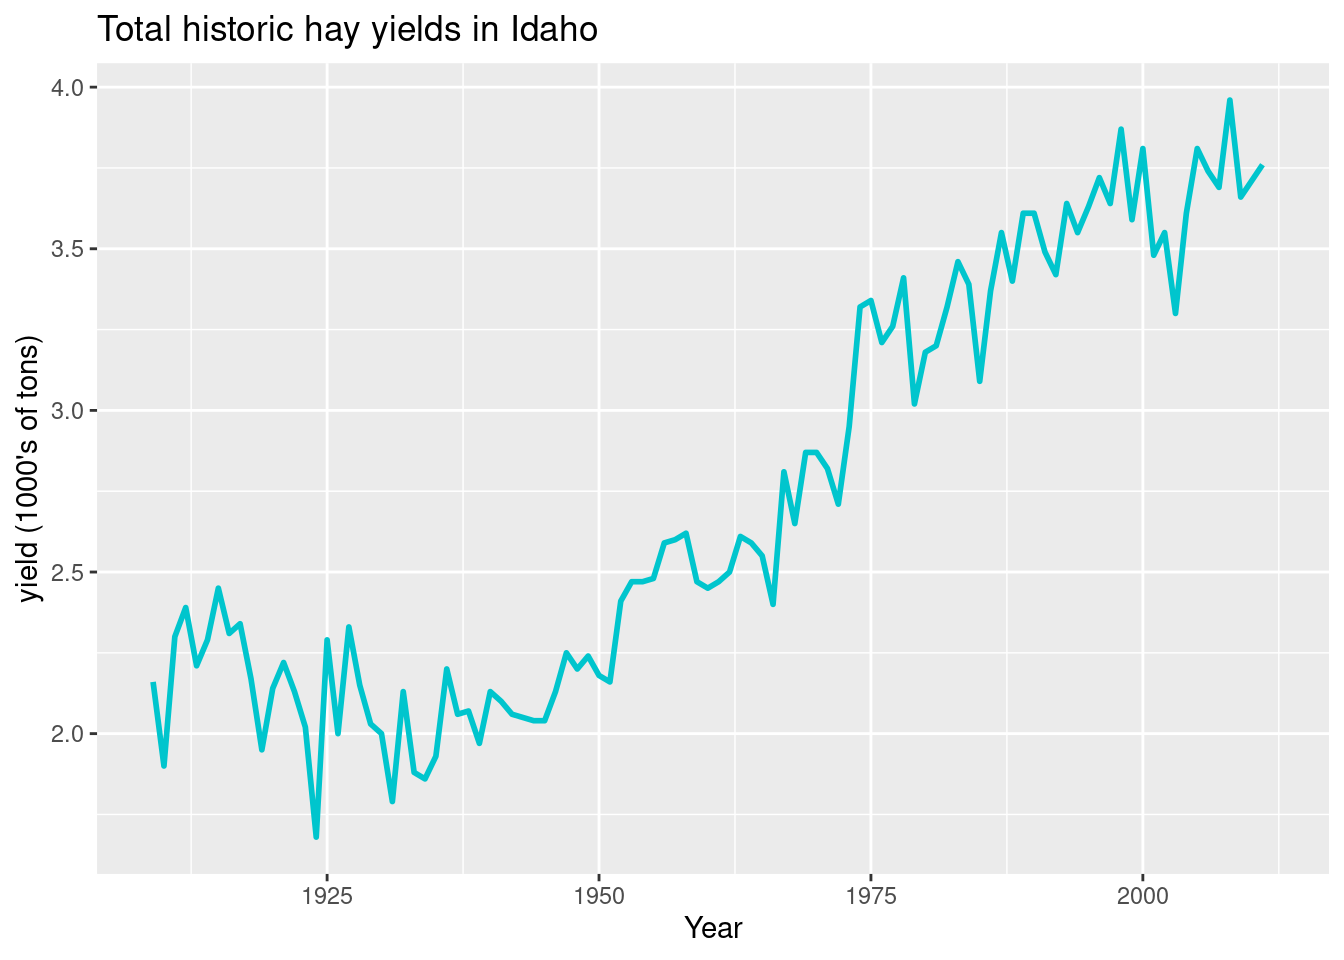 Total historic hay yields in Idaho
4.0
3.5
3.0
2.5
2.0
yield (1000's of tons)
1925 1950 1975 2000
Year